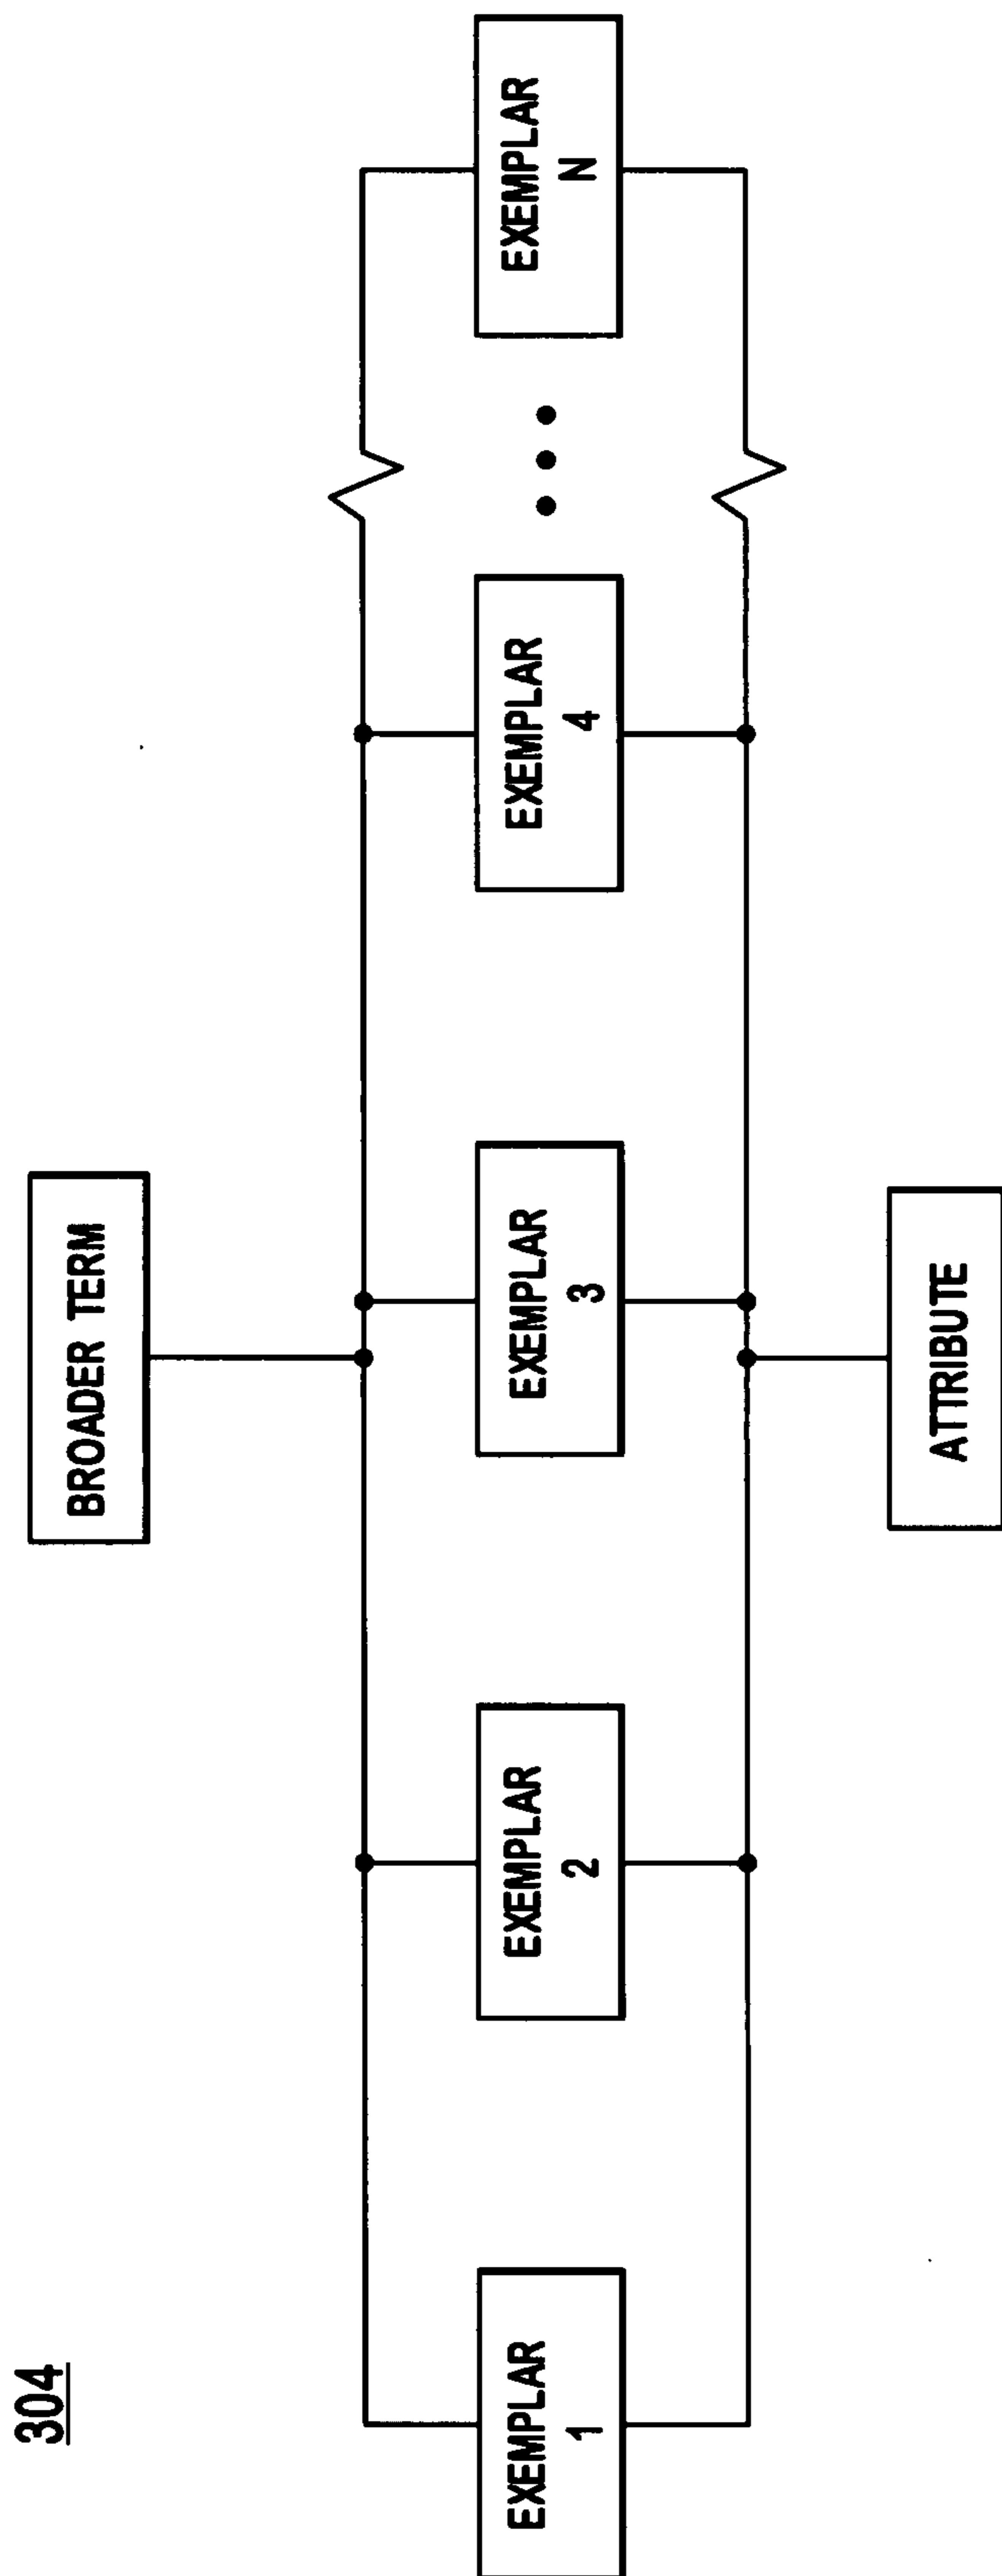 304
BROADER TERM
EXEMPLAR
1
EXEMPLAR
2
EXEMPLAR
3
EXEMPLAR
4
EXEMPLAR
N
ATTRIBUTE